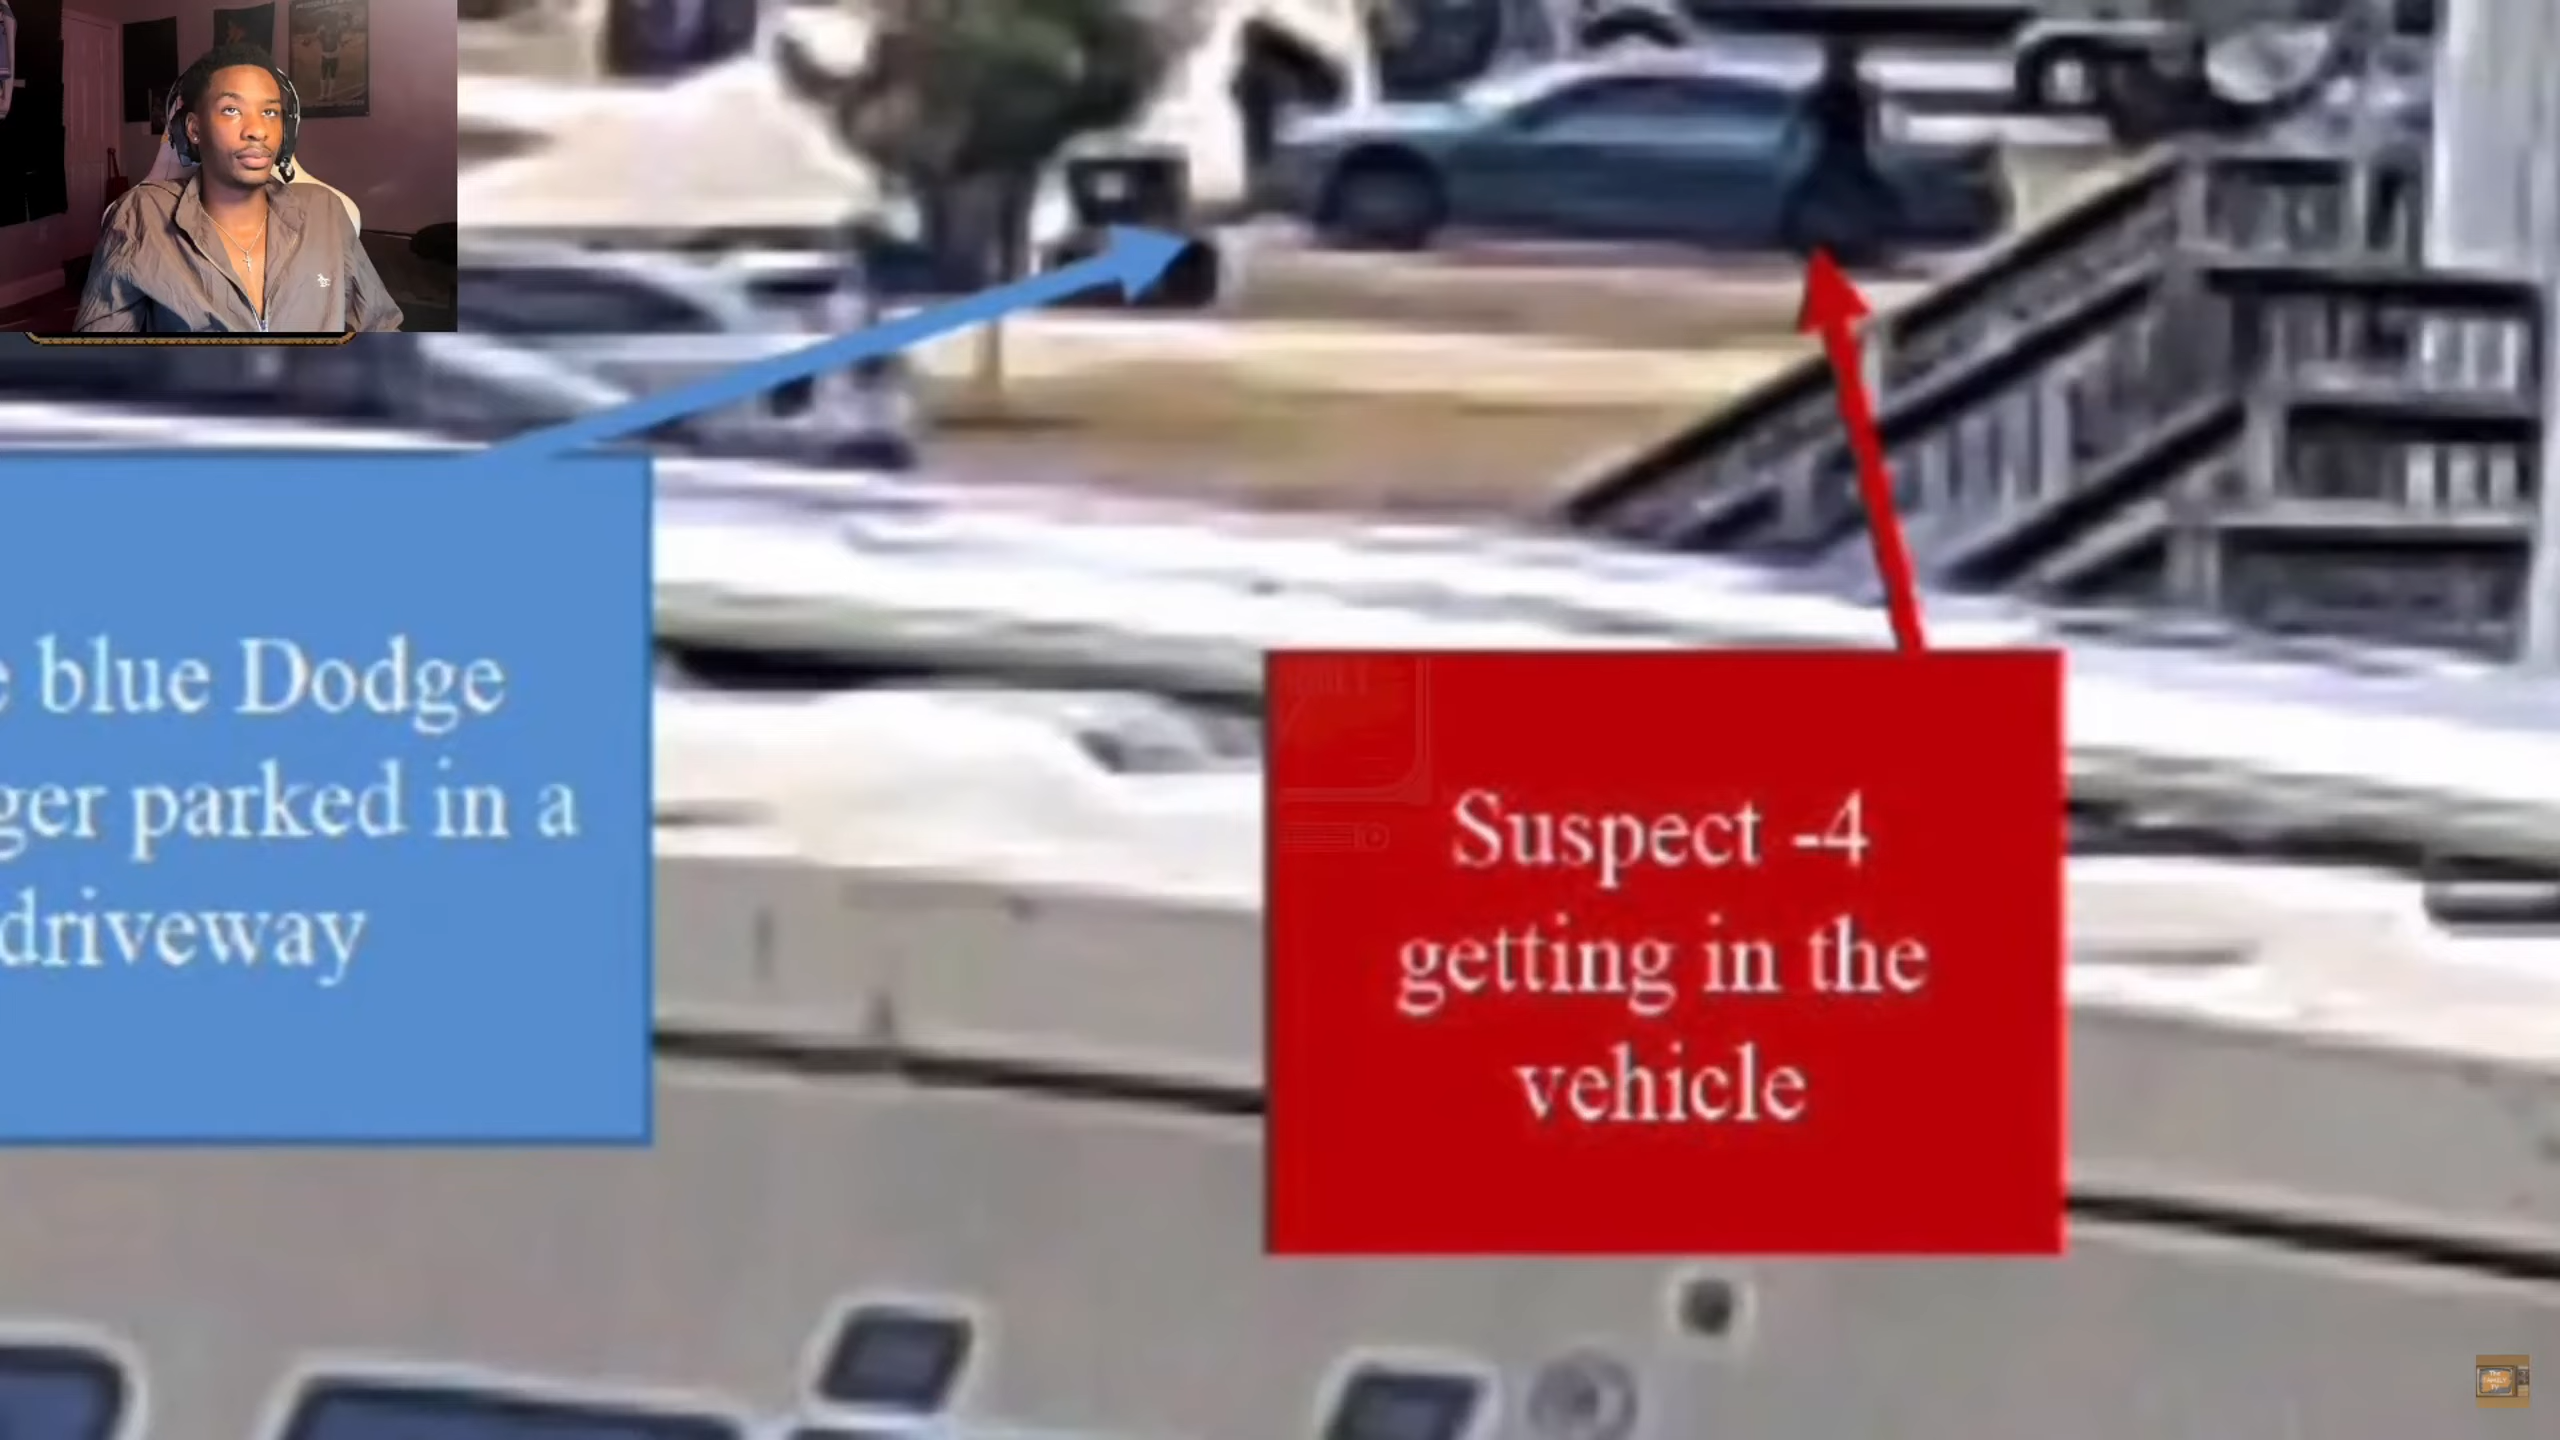 blue Dodge
ger parked in a
driveway
Suspect -4
getting in the
vehicle